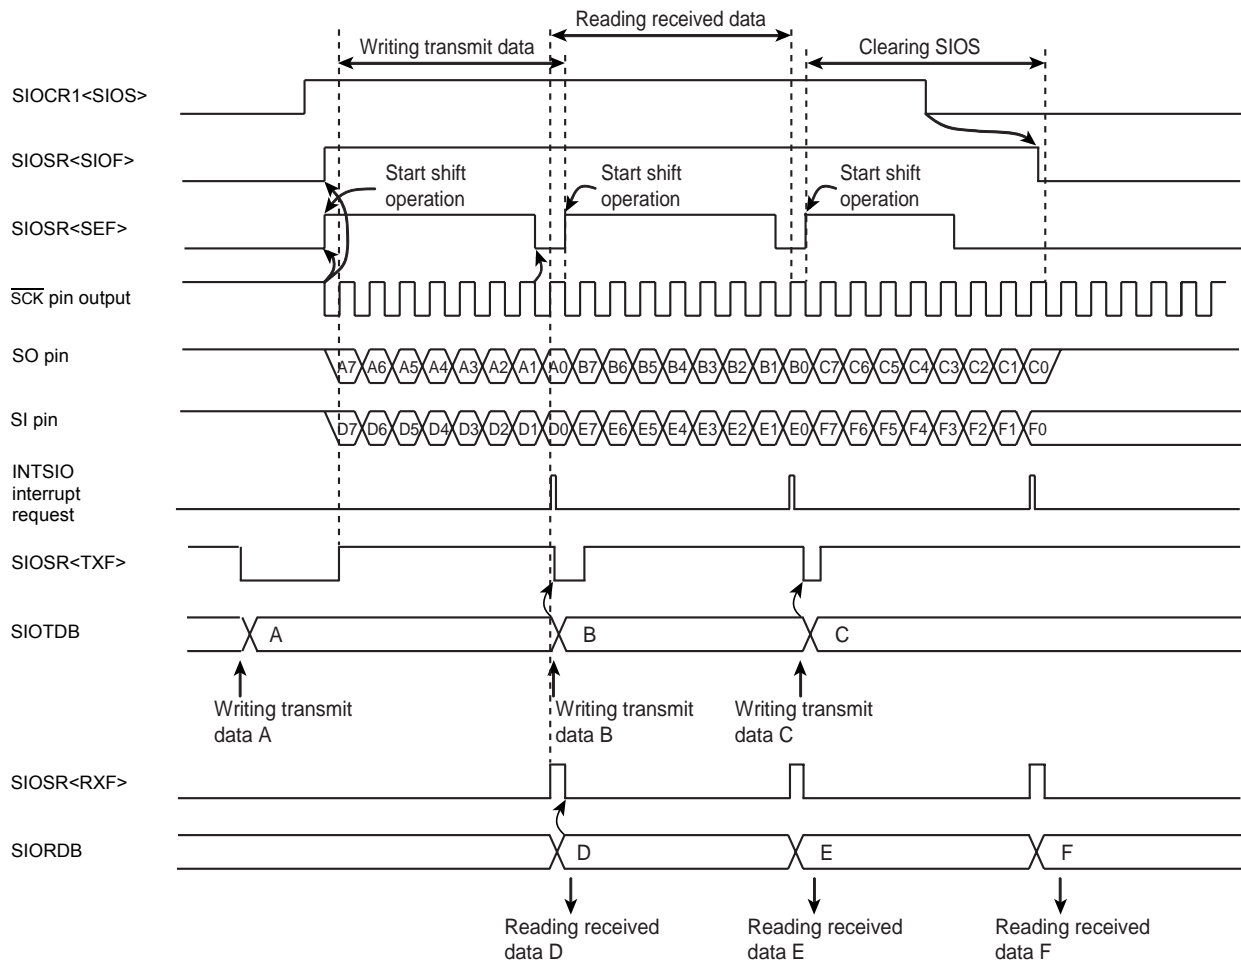 Reading received data
Writing transmit data
Clearing SIOS
SIOCR1<SIOS>
SIOSR<SIOF>
Start shift
operation
Start shift
operation
Start shift
operation
SIOSR<SEF>
SCK pin output
SO pin
A7 A6 A5 A4 A3 A2 A1 A0 B7 B6 B5 B4 B3 B2 B1 B0 C7 C6 C5 C4 C3 C2 C1 C0
SI pin
D7 D6 D5 D4 D3 D2 D1 D0 E7 E6 E5 E4 E3 E2 E1 E0 F7 F6 F5 F4 F3 F2 F1 F0
INTSIO
interrupt
request
SIOSR<TXF>
SIOTDB
A B C
Writing transmit
data A
Writing transmit
data B
Writing transmit
data C
SIOSR<RXF>
SIORDB
D E F
Reading received
data D
Reading received
data E
Reading received
data F